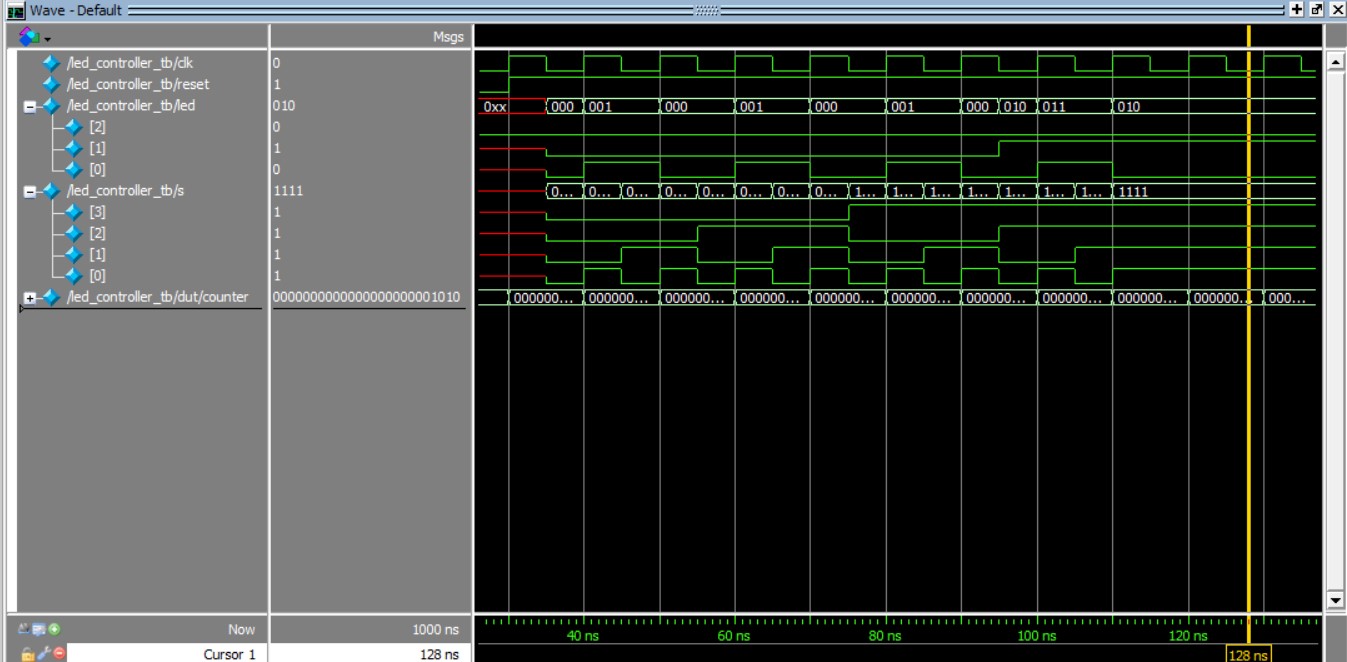 Wave - Default
Msgs
/led_controller_tb/clk 0
/led_controller_tb/reset 1
/led_controller_tb/led 010 0xx 000 001 000 001 000 001 000 010 011 010
[2] 0
[1] 1
[0] 0
/led_controller_tb/s 1111 0... 0... 0... 0... 0... 0... 0... 0... 1... 1... 1... 1... 1... 1... 1... 1111
[3] 1
[2] 1
[1] 1
[0] 1
/led_controller_tb/dut/counter 000000... 000000... 000000... 000000... 000000... 000000... 000000... 000000... 000000... 000000... 000...
Now 1000 ns 40 ns 60 ns 80 ns 100 ns 120 ns
Cursor 1 128 ns 128 ns